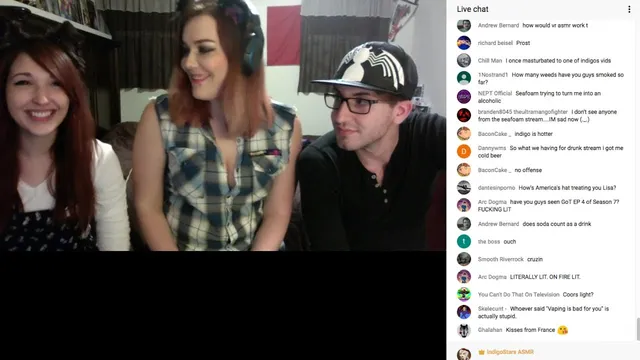 Live chat
Andrew Bernard how would vr asmr work t
richard beisel Prost
Chill Man I once masturbated to one of indigos vids
1Nostrand1 How many weeds have you guys smoked so
far?
NEPT Official Seafoam trying to turn me into an
alcoholic
branden8045 theultramangofighter i don't see anyone
from the seafoam stream....IM sad now (;_;)
BaconCake _ indigo is hotter
Dannywms So what we having for drunk stream I got me
cold beer
BaconCake _ no offense
dantesinporno How's America's hat treating you Lisa?
Arc Dogma have you guys seen GoT EP 4 of Season 7?
FUCKING LIT
Andrew Bernard does soda count as a drink
the boss ouch
Smooth Riverrock cruzin
Arc Dogma LITERALLY LIT. ON FIRE LIT.
You Can't Do That On Television Coors light?
Skelecunt - Whoever said "Vaping is bad for you" is
actually stupid.
Ghalahan Kisses from France 😘
IndigoStars ASMR